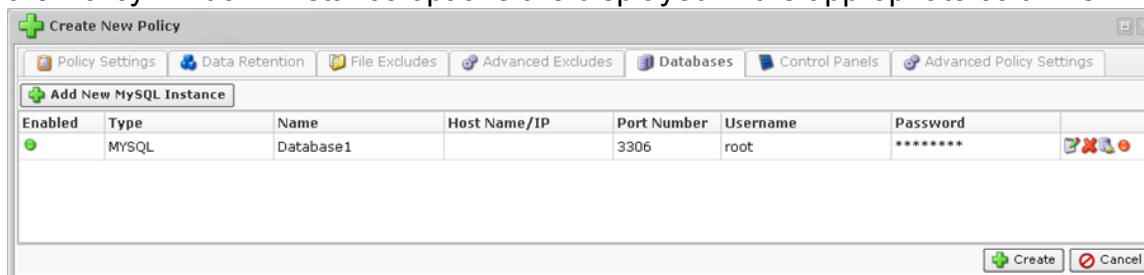 Create New Policy
Policy Settings Data Retention File Excludes Advanced Excludes Databases Control Panels Advanced Policy Settings
Add New MySQL Instance
Enabled Type Name Host Name/IP Port Number Username Password
MYSQL Database1 3306 root ********
Create Cancel